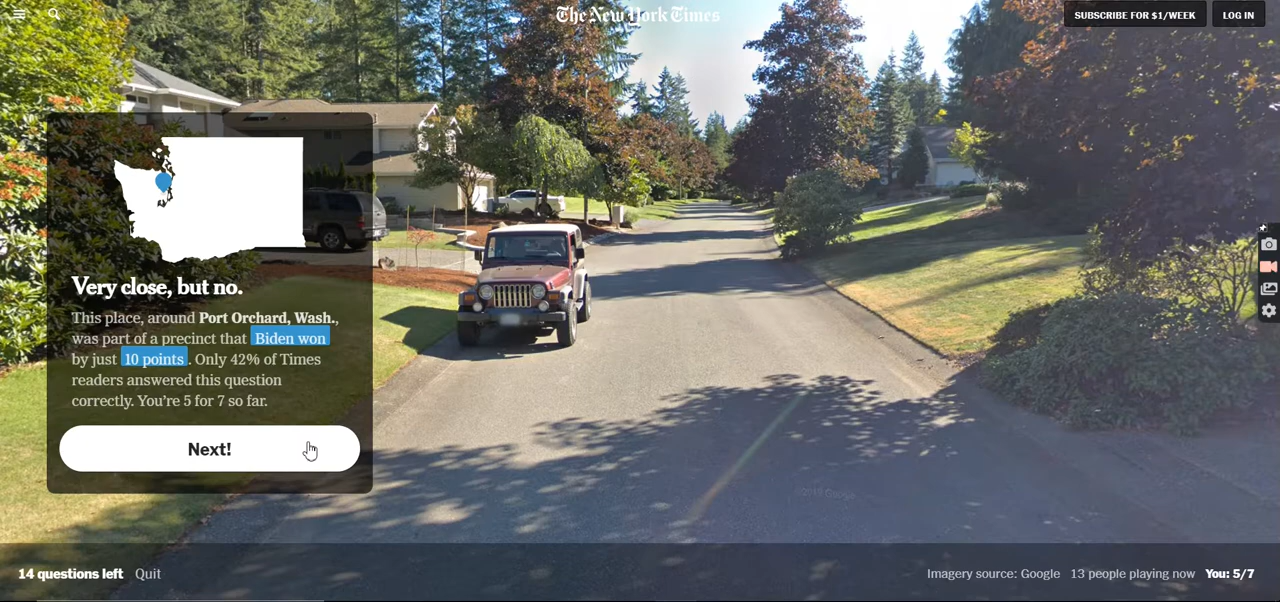 The New York Times
SUBSCRIBE FOR $1/WEEK
LOG IN
Very close, but no.
This place, around Port Orchard, Wash.,
was part of a precinct that Biden won
by just 10 points. Only 42% of Times
readers answered this question
correctly. You're 5 for 7 so far.
Next!
©2019 Google
14 questions left
Quit
Imagery source: Google
13 people playing now
You: 5/7